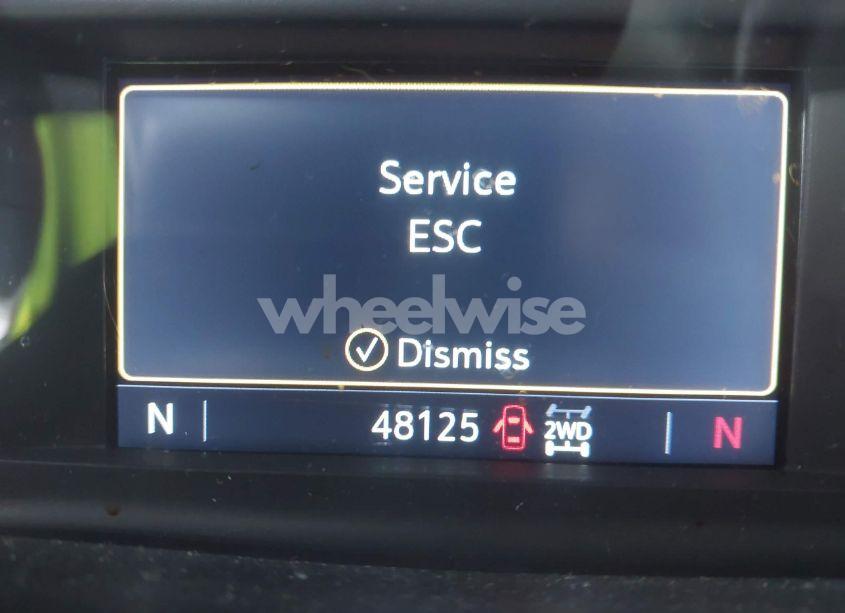 Service
ESC
wheelwise
Dismiss
N 48125 2WD N